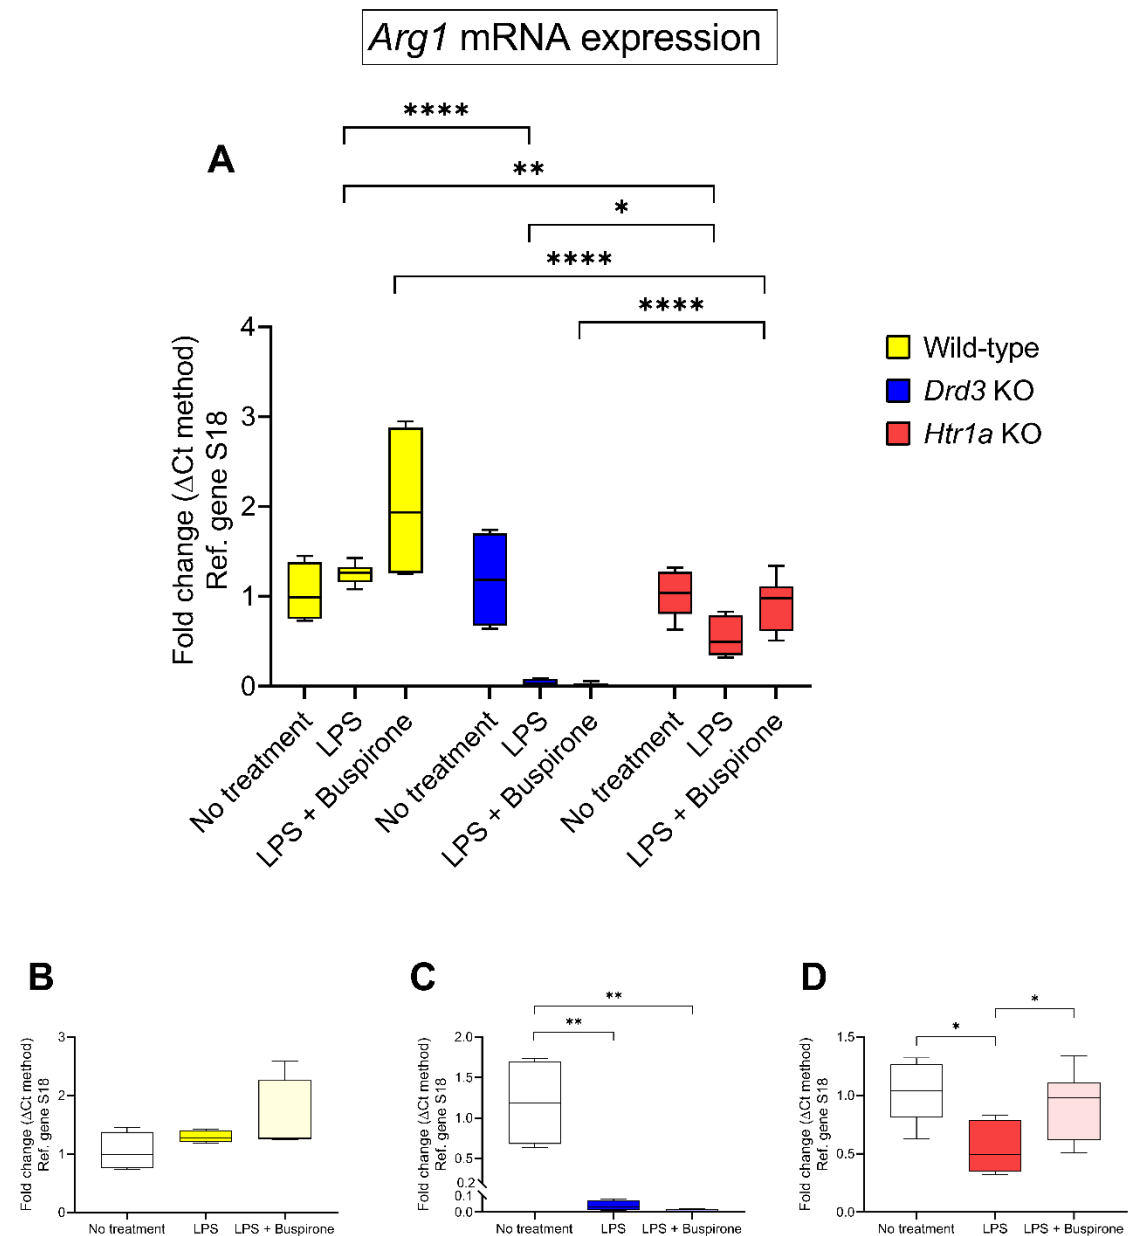 Arg1 mRNA expression
A
****
**
*
****
****
Fold change (ΔCt method)
Ref. gene S18
4
3
2
1
0
No treatment
LPS
LPS + Buspirone
No treatment
LPS
LPS + Buspirone
No treatment
LPS
LPS + Buspirone
Wild-type
Drd3 KO
Htr1a KO
B
Fold change (ΔCt method)
Ref. gene S18
3
2
1
0
No treatment
LPS
LPS + Buspirone
C
**
**
Fold change (ΔCt method)
Ref. gene S18
2.0
1.5
1.0
0.5
0.2
0.1
0.0
No treatment
LPS
LPS + Buspirone
D
*
*
Fold change (ΔCt method)
Ref. gene S18
1.5
1.0
0.5
0.0
No treatment
LPS
LPS + Buspirone